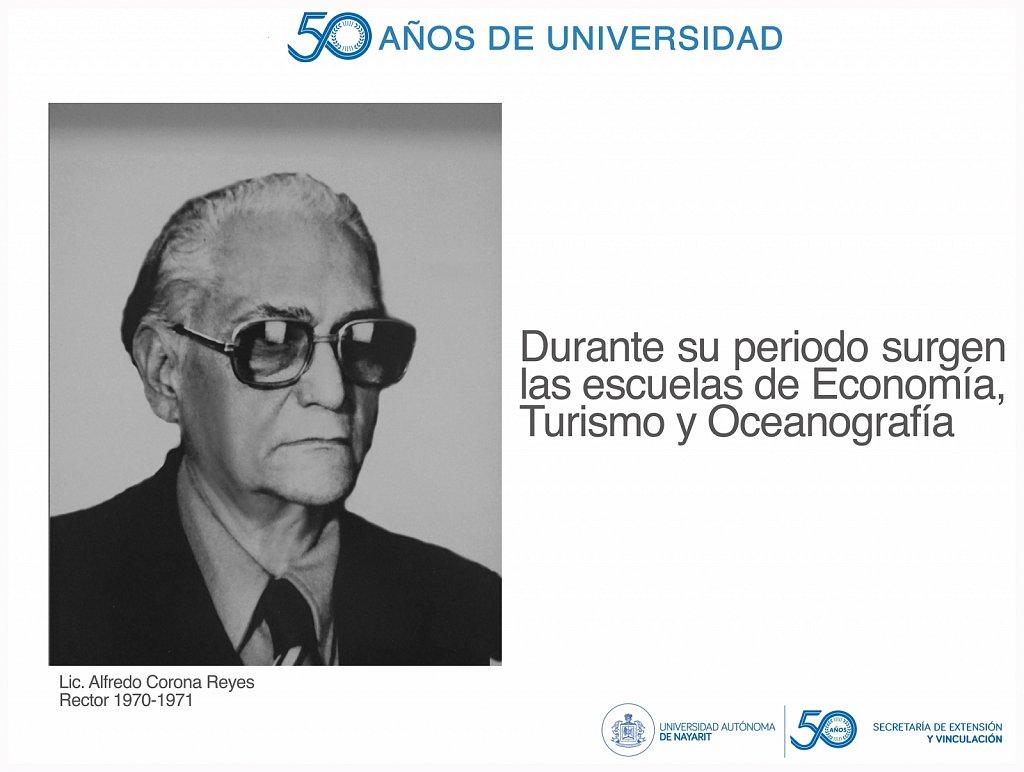 50 AÑOS DE UNIVERSIDAD
Durante su periodo surgen
las escuelas de Economía,
Turismo y Oceanografía
Lic. Alfredo Corona Reyes
Rector 1970-1971
UNIVERSIDAD AUTÓNOMA
DE NAYARIT
50 AÑOS
SECRETARÍA DE EXTENSIÓN
Y VINCULACIÓN